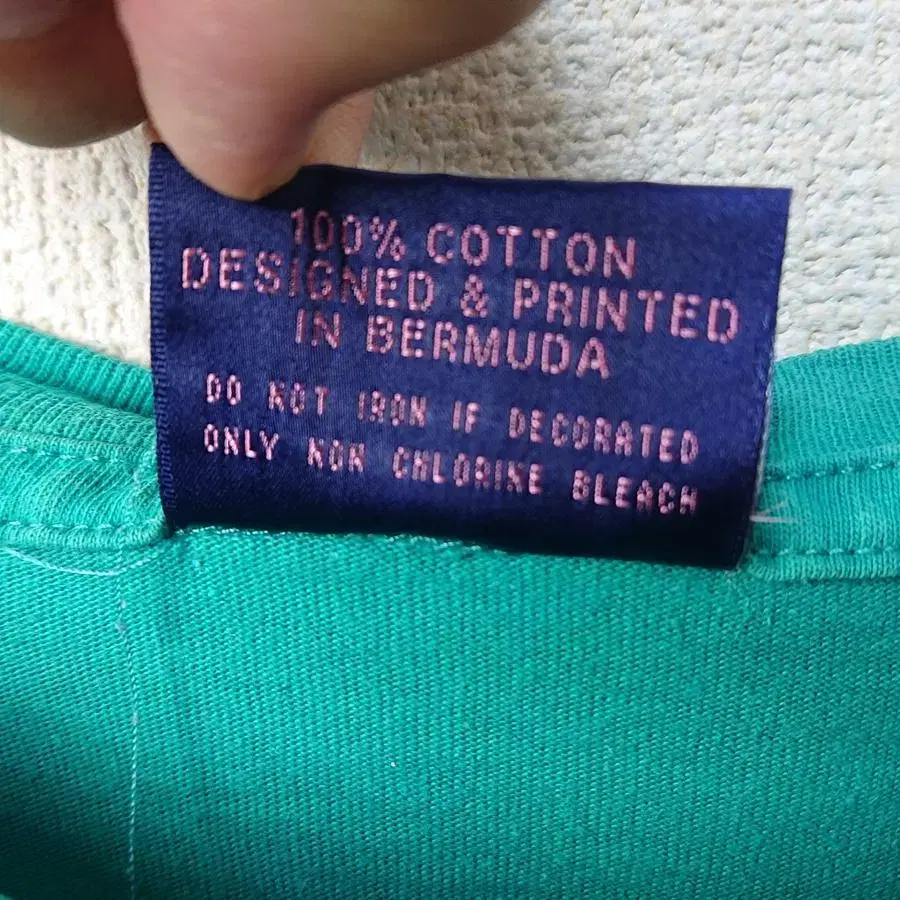 100% COTTON
DESIGNED & PRINTED
IN BERMUDA
DO NOT IRON IF DECORATED
ONLY NON CHLORINE BLEACH